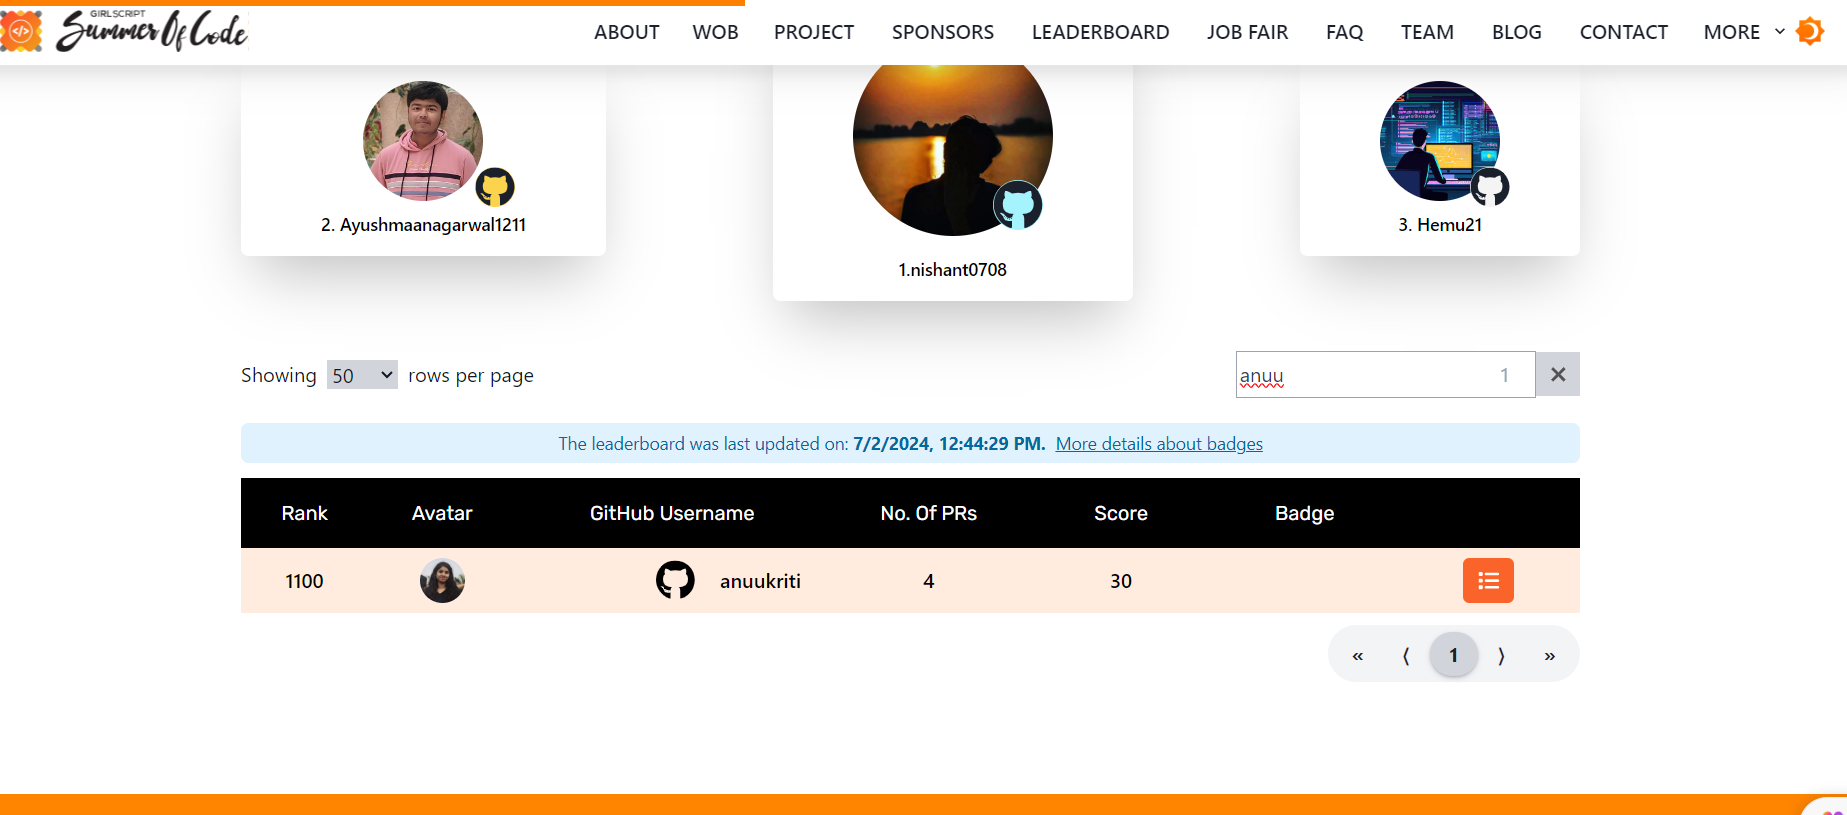 GIRLSCRIPT
Summer Of Code
ABOUT WOB PROJECT SPONSORS LEADERBOARD JOB FAIR FAQ TEAM BLOG CONTACT MORE
2. Ayushmaanagarwal1211
1.nishant0708
3. Hemu21
Showing 50 rows per page
anuu 1 ✕
The leaderboard was last updated on: 7/2/2024, 12:44:29 PM. More details about badges
Rank Avatar GitHub Username No. Of PRs Score Badge
1100 anuukriti 4 30
« ⟨ 1 ⟩ »